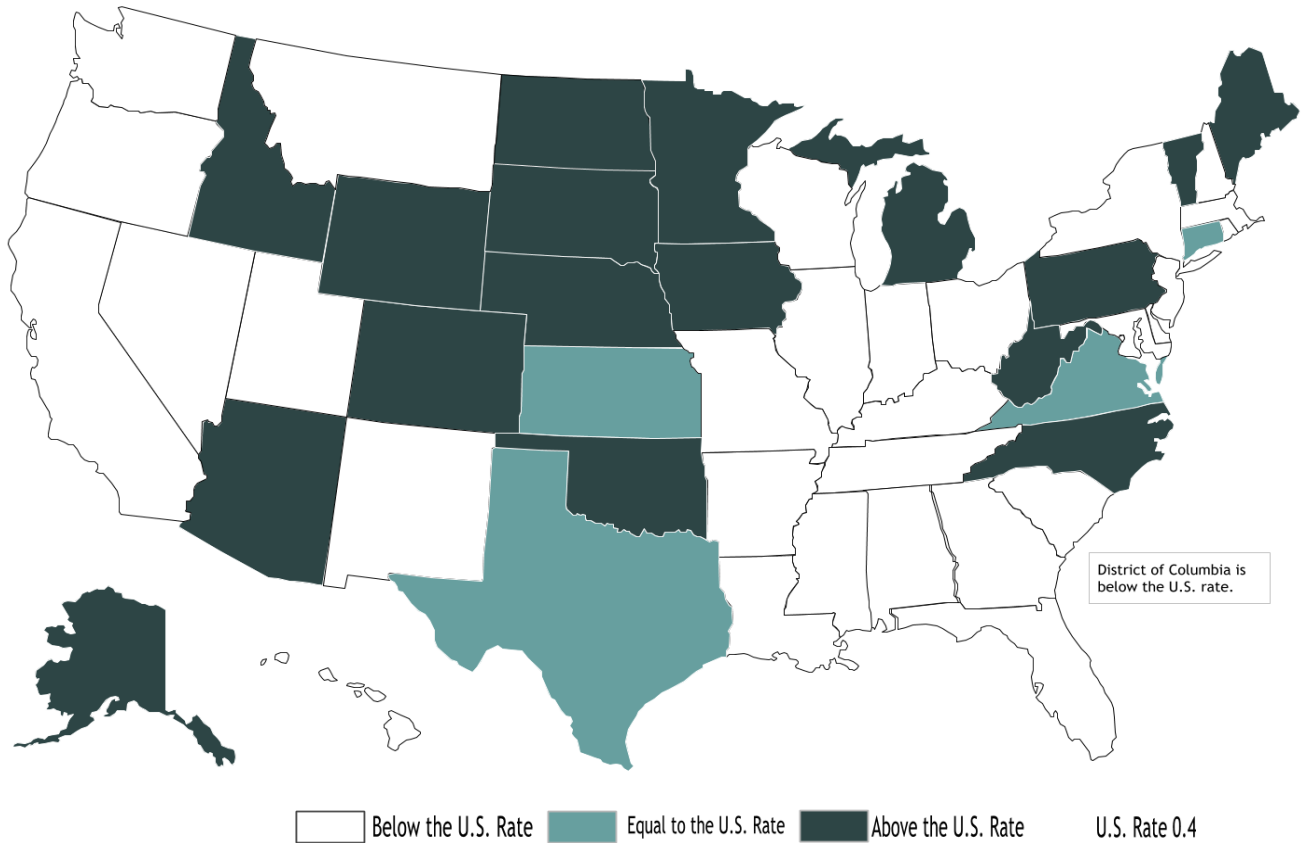 District of Columbia is
below the U.S. rate.
Below the U.S. Rate
Equal to the U.S. Rate
Above the U.S. Rate
U.S. Rate 0.4